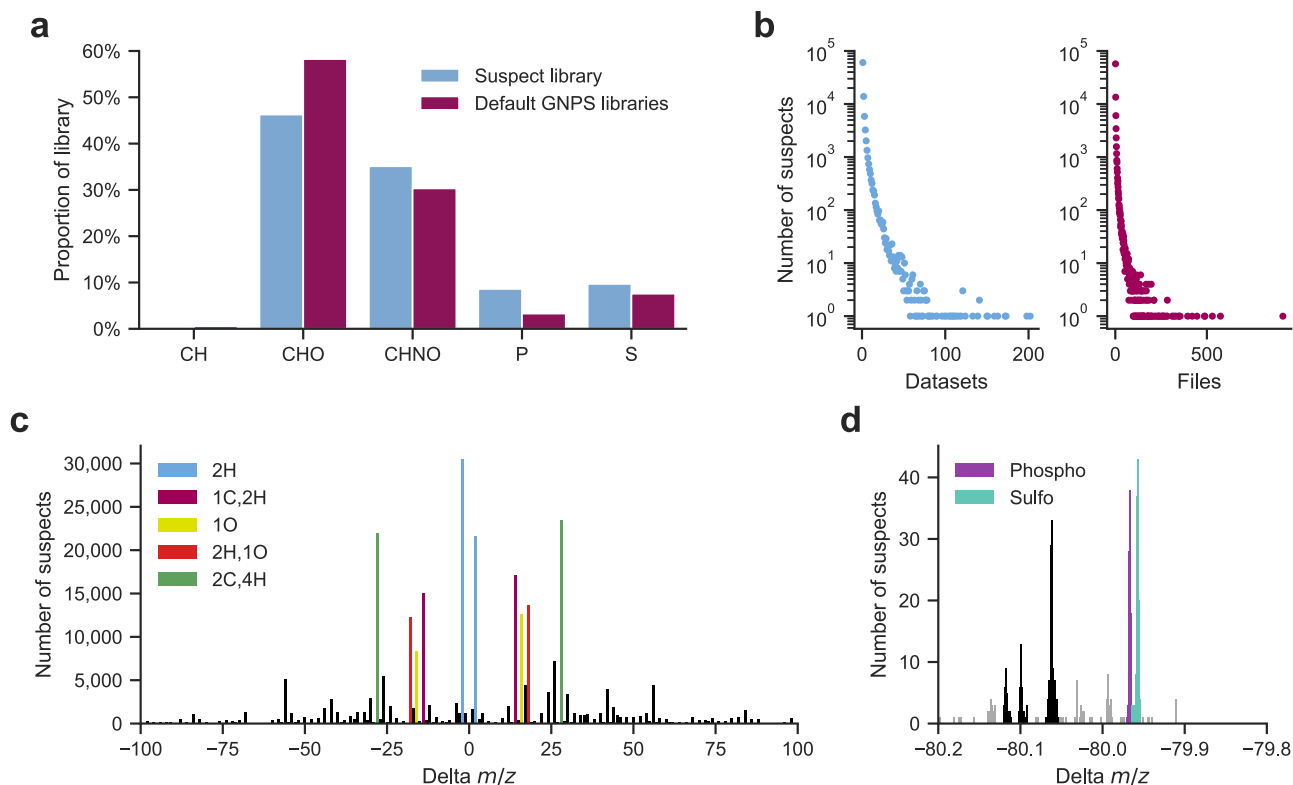 a
60%
50%
40%
30%
20%
10%
0%
Proportion of library
Suspect library
Default GNPS libraries
CH
CHO
CHNO
P
S
b
10^5
10^4
10^3
10^2
10^1
10^0
Number of suspects
0
100
200
Datasets
10^5
10^4
10^3
10^2
10^1
10^0
0
500
Files
c
30,000
25,000
20,000
15,000
10,000
5,000
0
Number of suspects
2H
1C,2H
1O
2H,1O
2C,4H
−100
−75
−50
−25
0
25
50
75
100
Delta m/z
d
40
30
20
10
0
Number of suspects
Phospho
Sulfo
−80.2
−80.1
−80.0
−79.9
−79.8
Delta m/z